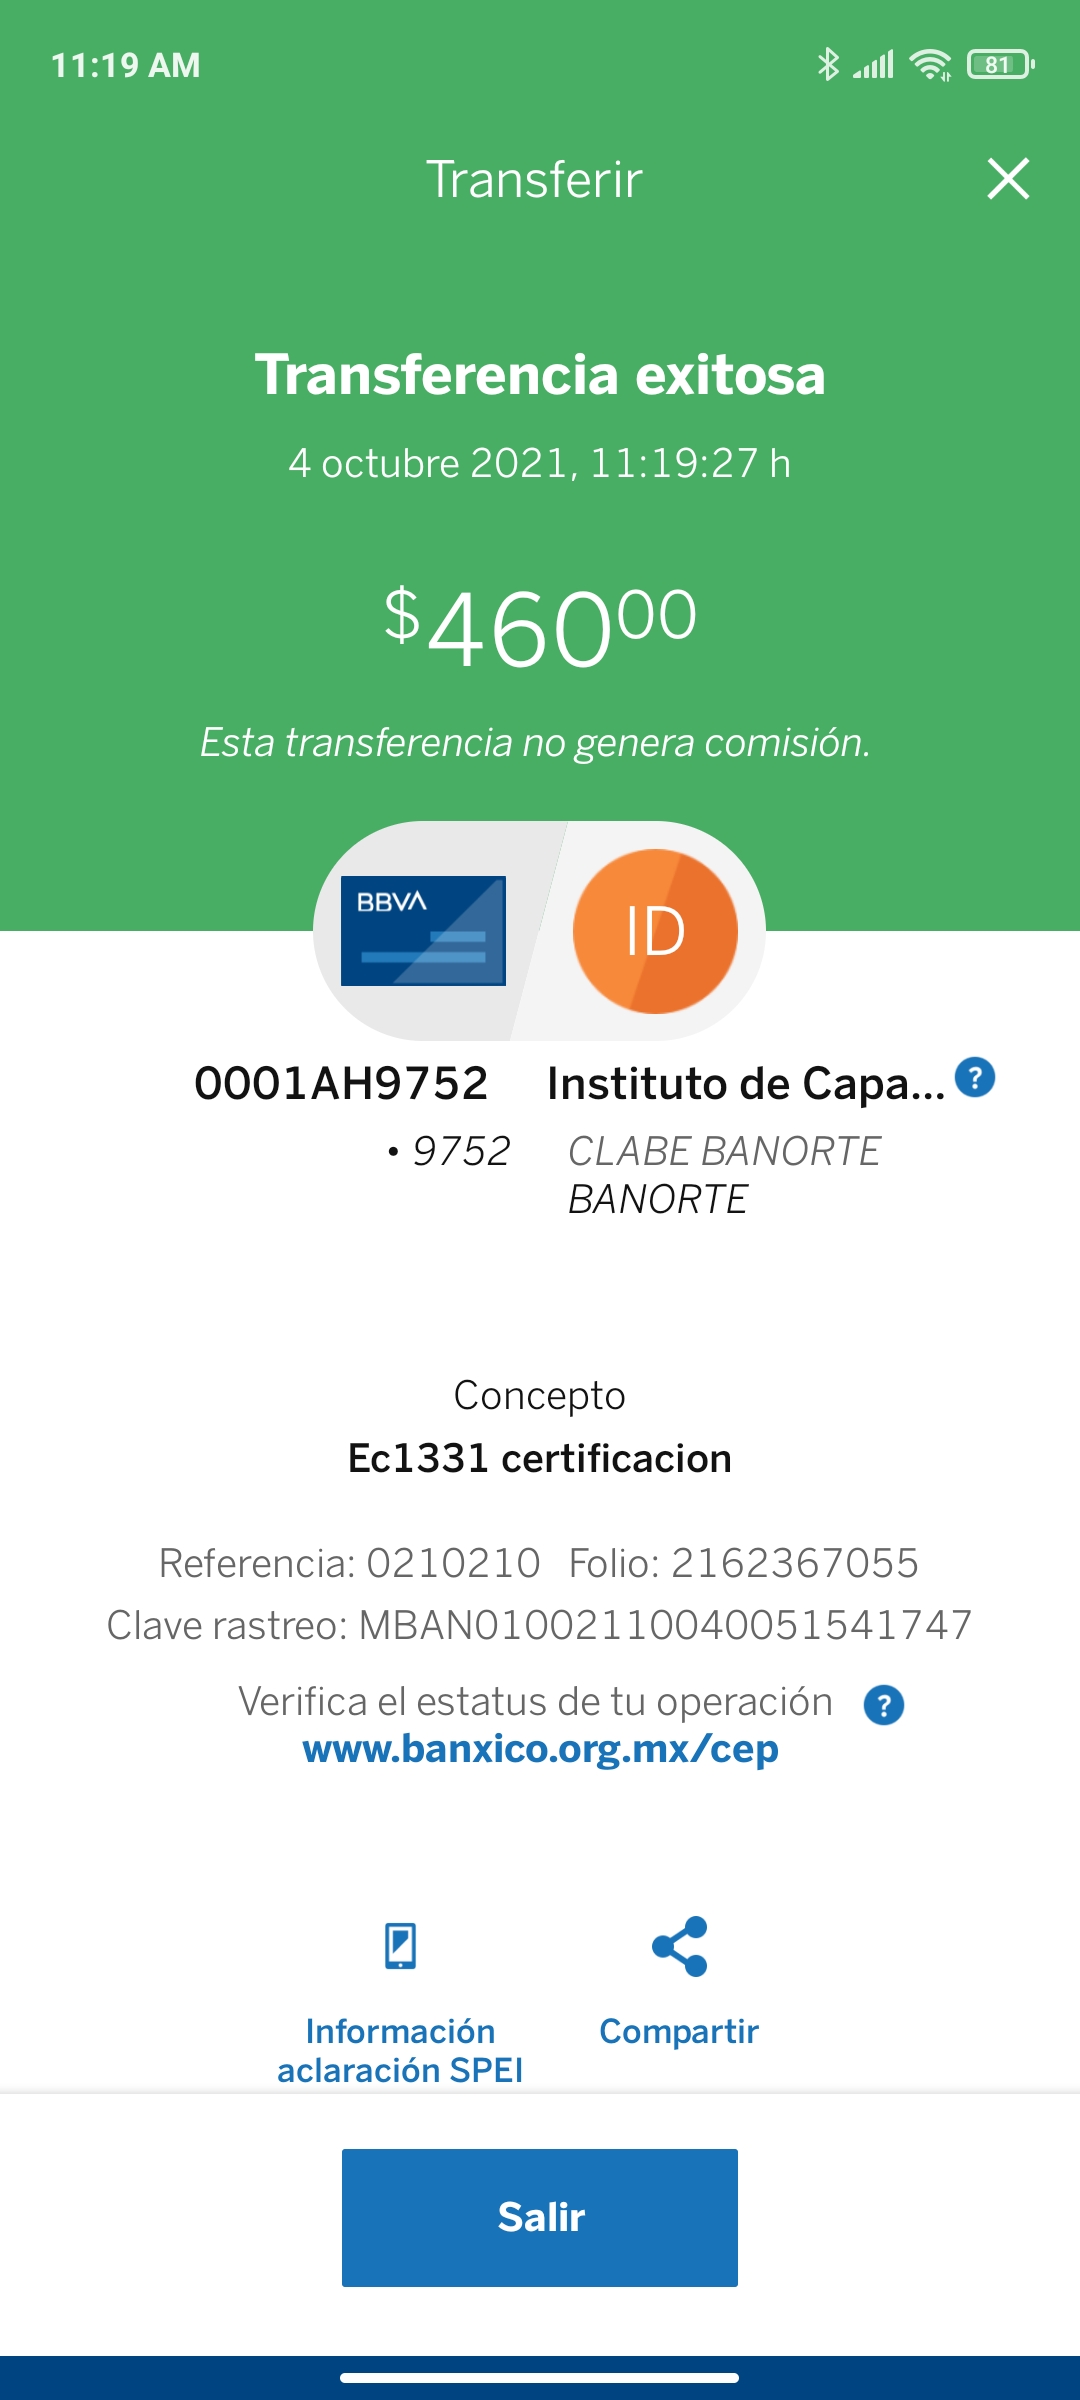 11:19 AM
81
Transferir
Transferencia exitosa
4 octubre 2021, 11:19:27 h
$46000
Esta transferencia no genera comisión.
BBVA
ID
0001AH9752 Instituto de Capa... ?
• 9752 CLABE BANORTE
BANORTE
Concepto
Ec1331 certificacion
Referencia: 0210210 Folio: 2162367055
Clave rastreo: MBAN01002110040051541747
Verifica el estatus de tu operación ?
www.banxico.org.mx/cep
Información
aclaración SPEI
Compartir
Salir